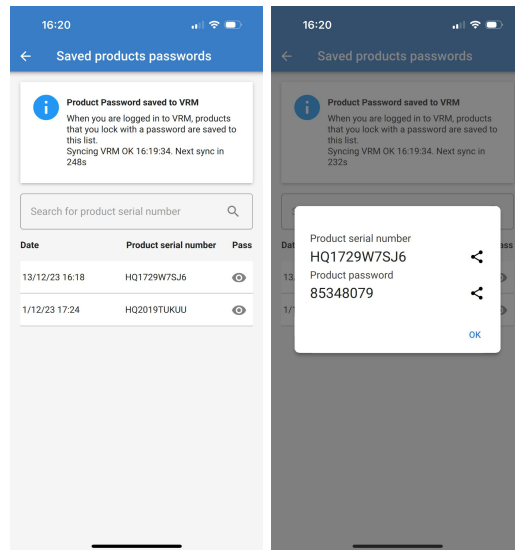 16:20
← Saved products passwords
Product Password saved to VRM
When you are logged in to VRM, products
that you lock with a password are saved to
this list.
Syncing VRM OK 16:19:34. Next sync in
248s
Search for product serial number
Date Product serial number Pass
13/12/23 16:18 HQ1729W7SJ6
1/12/23 17:24 HQ2019TUKUU
16:20
← Saved products passwords
Product Password saved to VRM
When you are logged in to VRM, products
that you lock with a password are saved to
this list.
Syncing VRM OK 16:19:34. Next sync in
232s
S
Dat ass
13
1/1
Product serial number
HQ1729W7SJ6
Product password
85348079
OK